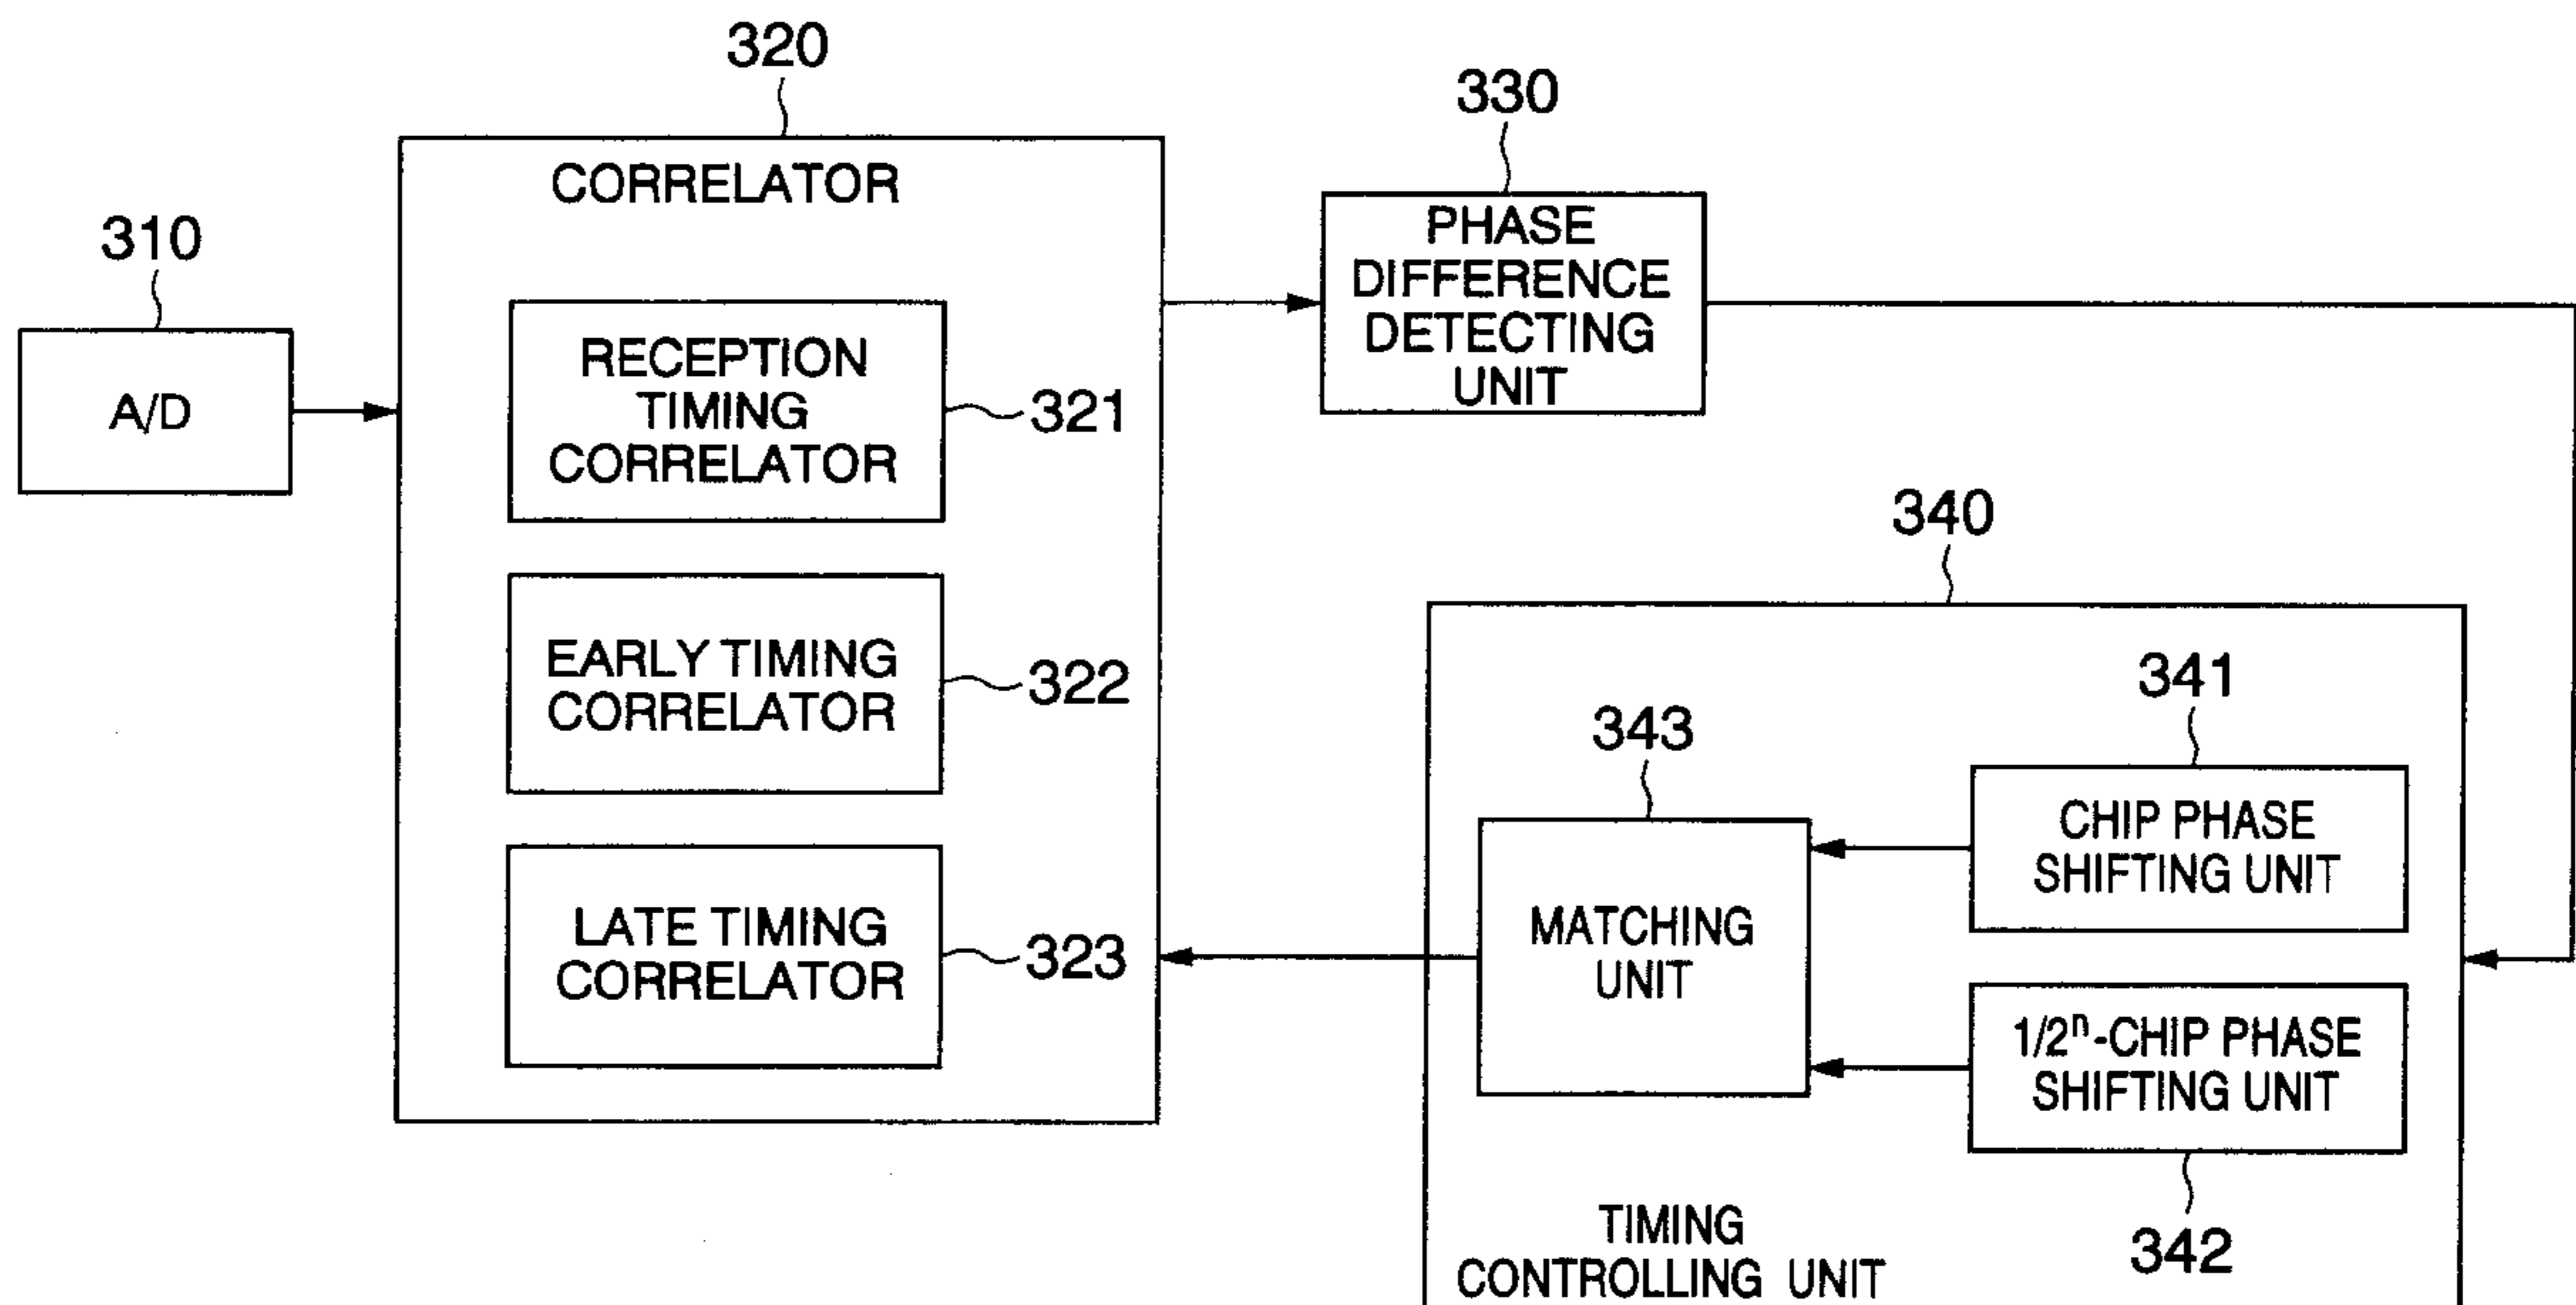 320
330
CORRELATOR
310
PHASE
DIFFERENCE
DETECTING
UNIT
A/D
RECEPTION
TIMING
CORRELATOR
321
340
EARLY TIMING
CORRELATOR
322
341
343
CHIP PHASE
SHIFTING UNIT
LATE TIMING
CORRELATOR
323
MATCHING
UNIT
1/2ⁿ-CHIP PHASE
SHIFTING UNIT
342
TIMING
CONTROLLING UNIT